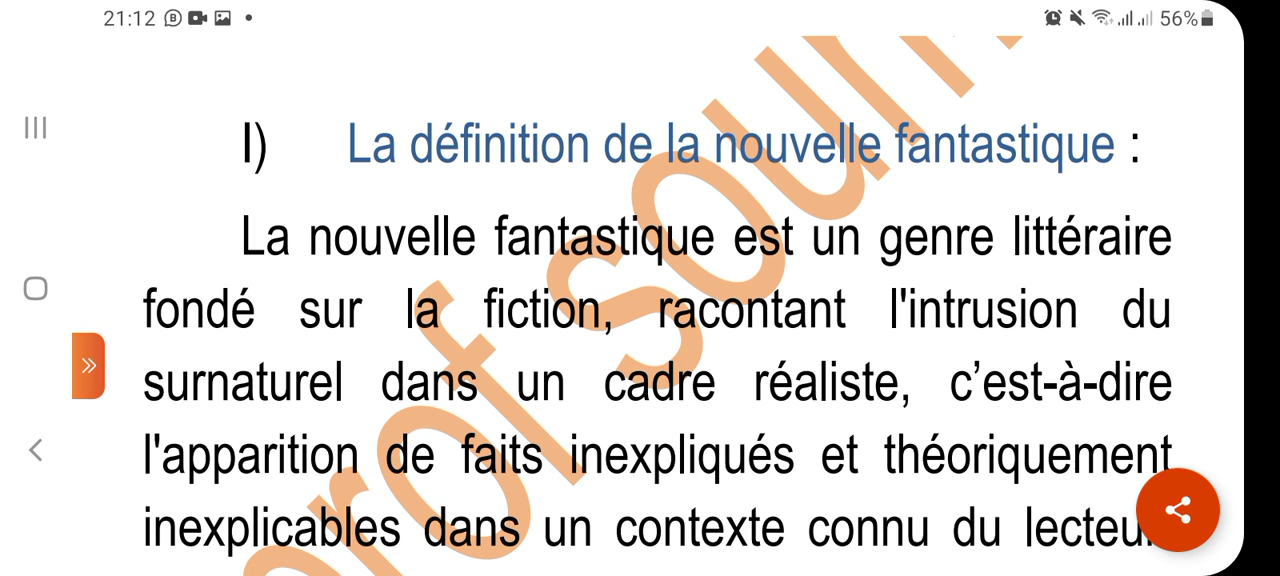 21:12
56%
I) La définition de la nouvelle fantastique :
La nouvelle fantastique est un genre littéraire
fondé sur la fiction, racontant l'intrusion du
surnaturel dans un cadre réaliste, c’est-à-dire
l'apparition de faits inexpliqués et théoriquement
inexplicables dans un contexte connu du lecteur
prof